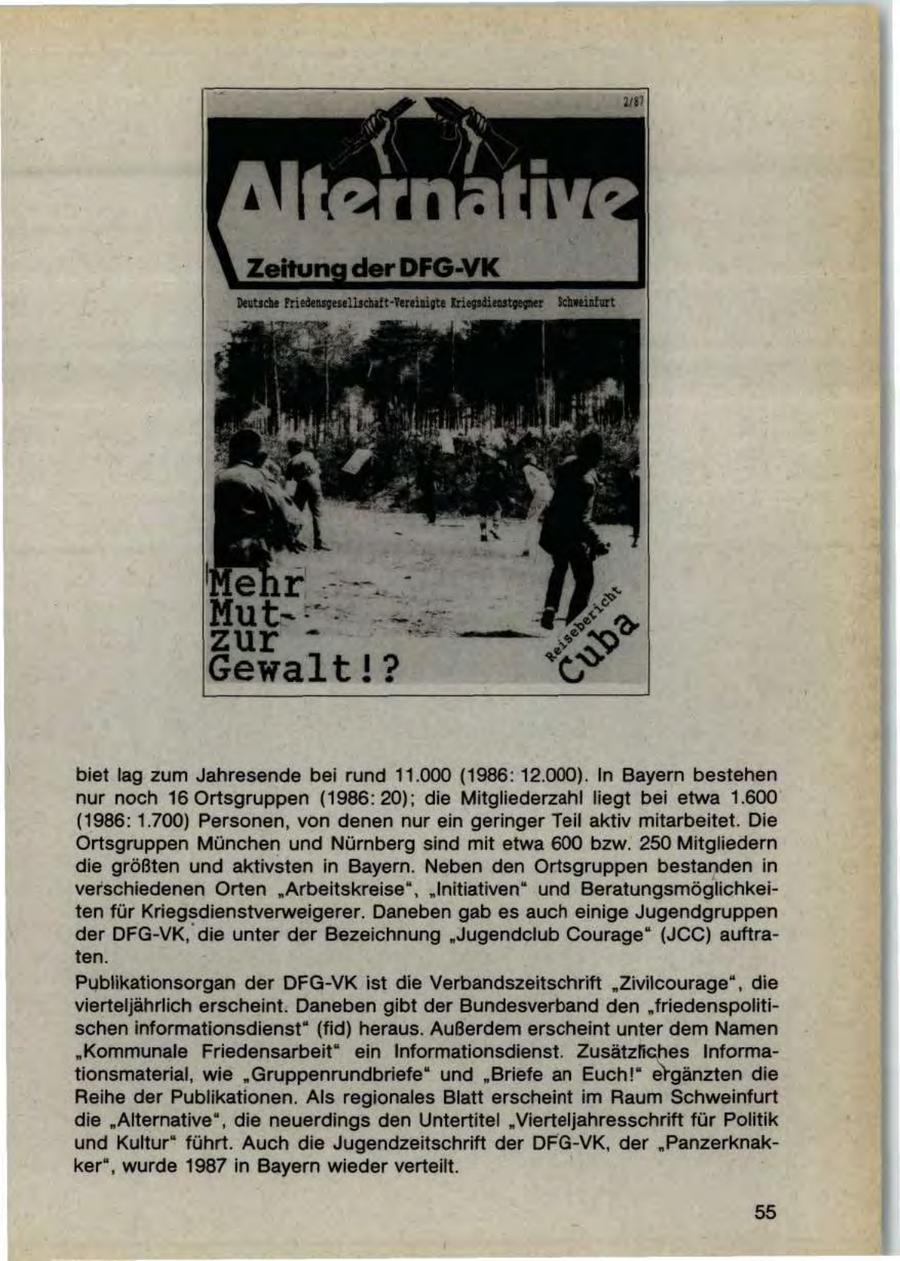 2/87
Alternative
Zeitung der DFG-VK
Deutsche Friedensgesellschaft-Vereinigte Kriegsdienstgegner Schweinfurt
Mehr
Mut
zur
Gewalt!?
Reisebericht
Cuba
biet lag zum Jahresende bei rund 11.000 (1986: 12.000). In Bayern bestehen
nur noch 16 Ortsgruppen (1986: 20); die Mitgliederzahl liegt bei etwa 1.600
(1986: 1.700) Personen, von denen nur ein geringer Teil aktiv mitarbeitet. Die
Ortsgruppen München und Nürnberg sind mit etwa 600 bzw. 250 Mitgliedern
die größten und aktivsten in Bayern. Neben den Ortsgruppen bestanden in
verschiedenen Orten „Arbeitskreise“, „Initiativen“ und Beratungsmöglichkei-
ten für Kriegsdienstverweigerer. Daneben gab es auch einige Jugendgruppen
der DFG-VK, die unter der Bezeichnung „Jugendclub Courage“ (JCC) auftra-
ten.
Publikationsorgan der DFG-VK ist die Verbandszeitschrift „Zivilcourage“, die
vierteljährlich erscheint. Daneben gibt der Bundesverband den „friedenspoliti-
schen informationsdienst“ (fid) heraus. Außerdem erscheint unter dem Namen
„Kommunale Friedensarbeit“ ein Informationsdienst. Zusätzliches Informa-
tionsmaterial, wie „Gruppenrundbriefe“ und „Briefe an Euch!“ ergänzten die
Reihe der Publikationen. Als regionales Blatt erscheint im Raum Schweinfurt
die „Alternative“, die neuerdings den Untertitel „Vierteljahresschrift für Politik
und Kultur“ führt. Auch die Jugendzeitschrift der DFG-VK, der „Panzerknak-
ker“, wurde 1987 in Bayern wieder verteilt.
55